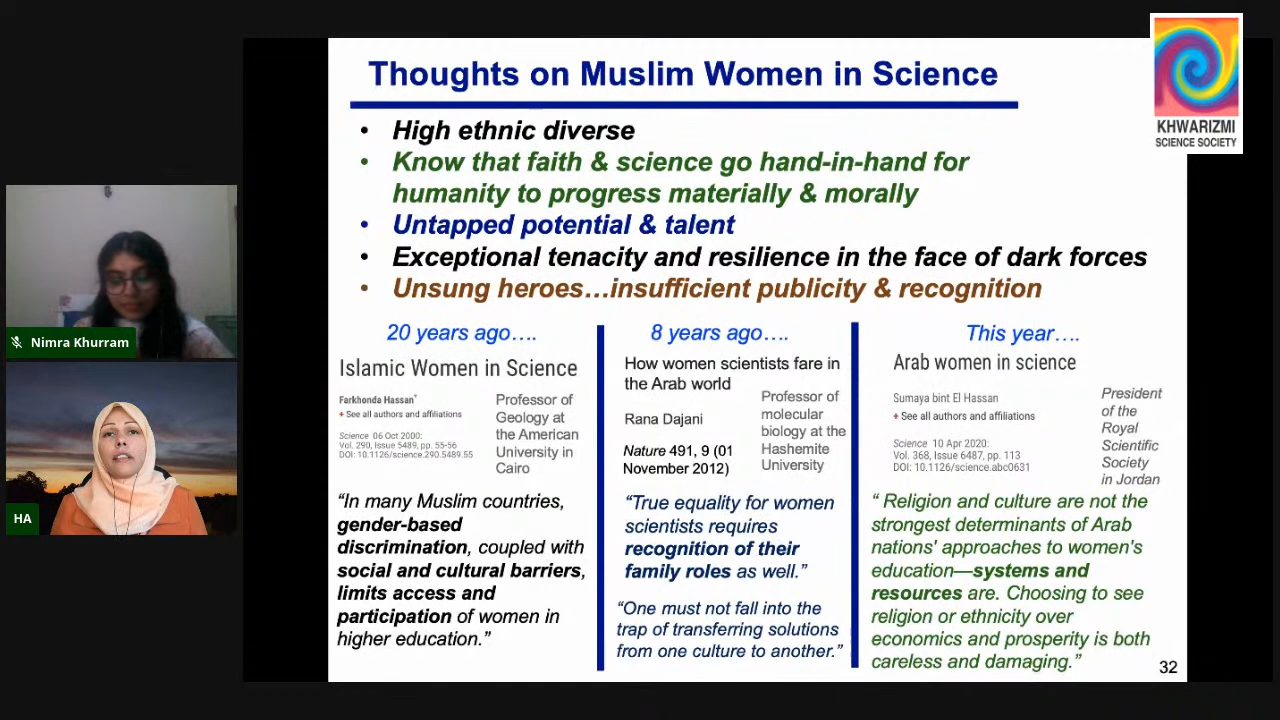 Thoughts on Muslim Women in Science
KHWARIZMI
SCIENCE SOCIETY
• High ethnic diverse
• Know that faith & science go hand-in-hand for
humanity to progress materially & morally
• Untapped potential & talent
• Exceptional tenacity and resilience in the face of dark forces
• Unsung heroes…insufficient publicity & recognition
Nimra Khurram
HA
20 years ago….
Islamic Women in Science
Farkhonda Hassan*
+ See all authors and affiliations
Science 06 Oct 2000:
Vol. 290, Issue 5489, pp. 55-56
DOI: 10.1126/science.290.5489.55
Professor of
Geology at
the American
University in
Cairo
“In many Muslim countries,
gender-based
discrimination, coupled with
social and cultural barriers,
limits access and
participation of women in
higher education.”
8 years ago….
How women scientists fare in
the Arab world
Rana Dajani
Nature 491, 9 (01
November 2012)
Professor of
molecular
biology at the
Hashemite
University
“True equality for women
scientists requires
recognition of their
family roles as well.”
“One must not fall into the
trap of transferring solutions
from one culture to another.”
This year….
Arab women in science
Sumaya bint El Hassan
+ See all authors and affiliations
Science 10 Apr 2020:
Vol. 368, Issue 6487, pp. 113
DOI: 10.1126/science.abc0631
President
of the
Royal
Scientific
Society
in Jordan
“ Religion and culture are not the
strongest determinants of Arab
nations' approaches to women's
education—systems and
resources are. Choosing to see
religion or ethnicity over
economics and prosperity is both
careless and damaging.”
32